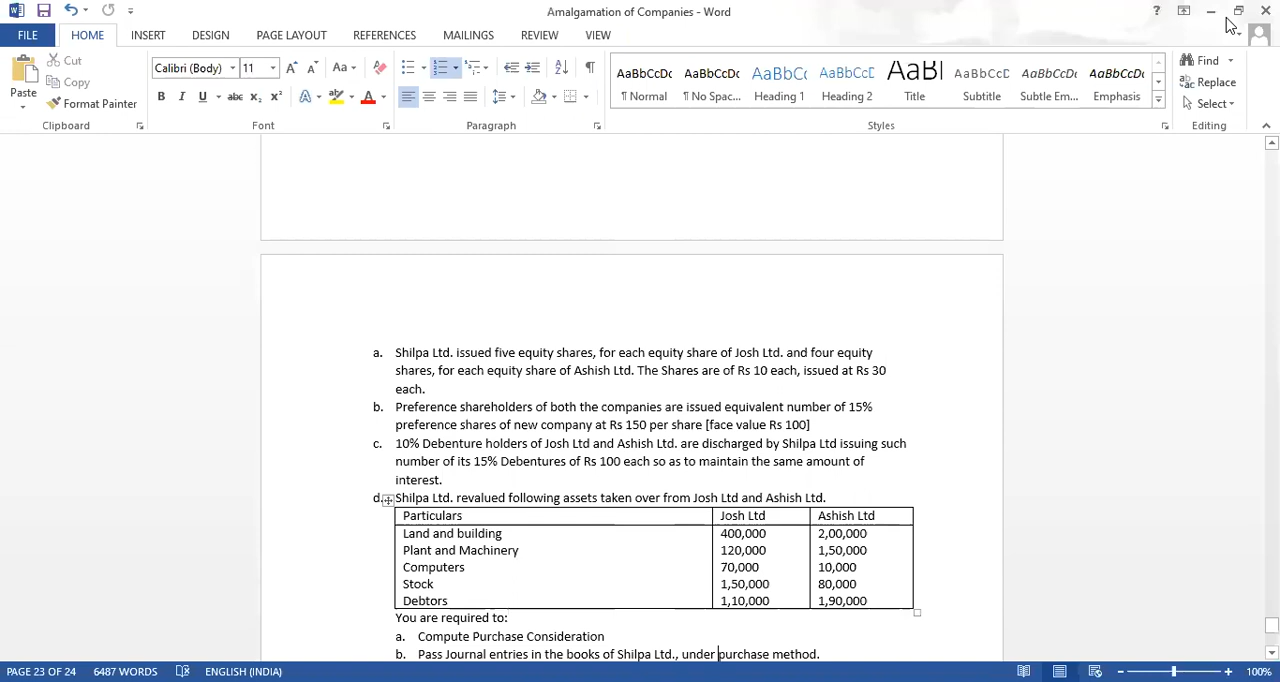 Amalgamation of Companies - Word
?
FILE HOME INSERT DESIGN PAGE LAYOUT REFERENCES MAILINGS REVIEW VIEW
Paste
Cut
Copy
Format Painter
Clipboard
Calibri (Body) 11
Font
Paragraph
AaBbCcDc ¶ Normal
AaBbCcDc ¶ No Spac...
AaBbCc Heading 1
AaBbCcD Heading 2
AaBl Title
AaBbCcD Subtitle
AaBbCcDc Subtle Em...
AaBbCcDc Emphasis
Styles
Find
Replace
Select
Editing
a. Shilpa Ltd. issued five equity shares, for each equity share of Josh Ltd. and four equity
shares, for each equity share of Ashish Ltd. The Shares are of Rs 10 each, issued at Rs 30
each.
b. Preference shareholders of both the companies are issued equivalent number of 15%
preference shares of new company at Rs 150 per share [face value Rs 100]
c. 10% Debenture holders of Josh Ltd and Ashish Ltd. are discharged by Shilpa Ltd issuing such
number of its 15% Debentures of Rs 100 each so as to maintain the same amount of
interest.
d. Shilpa Ltd. revalued following assets taken over from Josh Ltd and Ashish Ltd.
Particulars Josh Ltd Ashish Ltd
Land and building 400,000 2,00,000
Plant and Machinery 120,000 1,50,000
Computers 70,000 10,000
Stock 1,50,000 80,000
Debtors 1,10,000 1,90,000
You are required to:
a. Compute Purchase Consideration
b. Pass Journal entries in the books of Shilpa Ltd., under purchase method.
PAGE 23 OF 24 6487 WORDS ENGLISH (INDIA) 100%